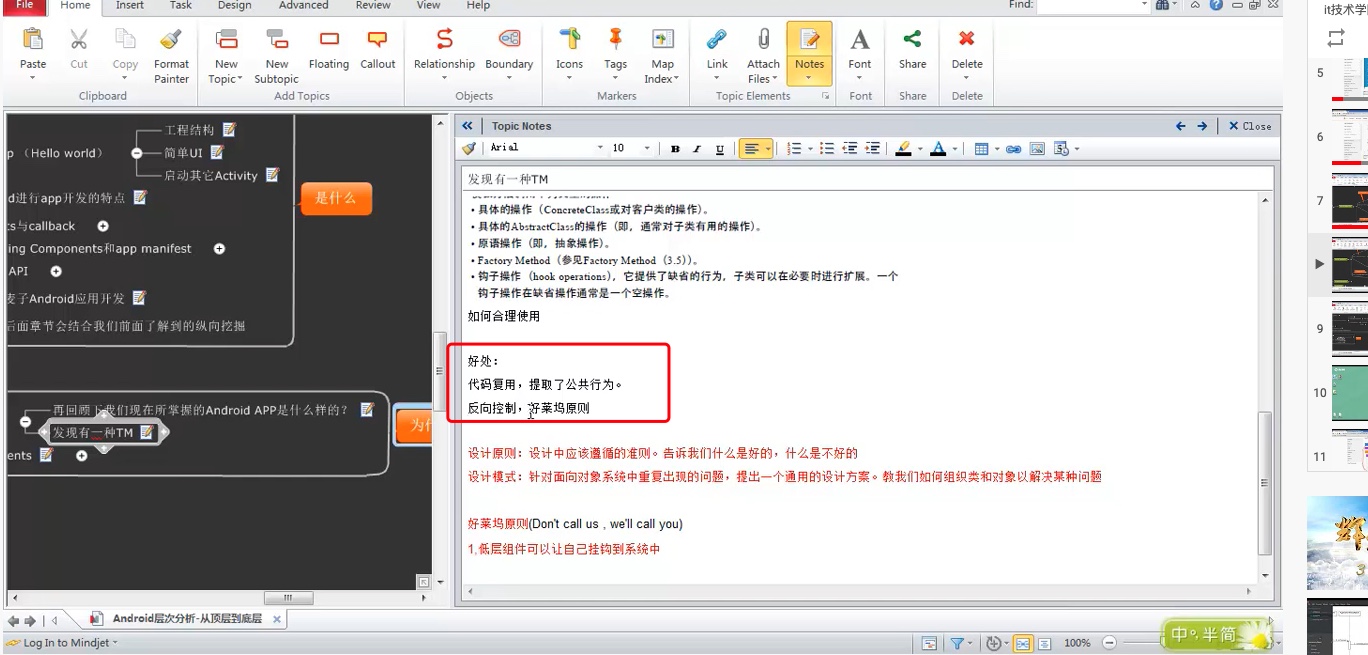 File Home Insert Task Design Advanced Review View Help Find:
Paste Cut Copy Format Painter
New Topic New Subtopic Floating Callout
Relationship Boundary
Icons Tags Map Index
Link Attach Files Notes
Font Share Delete
Clipboard Add Topics Objects Markers Topic Elements Font Share Delete
it技术学
工程结构
p （Hello world）
简单UI
启动其它Activity
d进行app开发的特点
是什么
s与callback
ing Components和app manifest
API
麦子Android应用开发
后面章节会结合我们前面了解到的纵向挖掘
再回顾下我们现在所掌握的Android APP是什么样的？
发现有一种TM
为什
ents
Topic Notes
Close
Arial 10 B I U
发现有一种TM
• 具体的操作（ConcreteClass或对客户类的操作）。
• 具体的AbstractClass的操作（即，通常对子类有用的操作）。
• 原语操作（即，抽象操作）。
• Factory Method（参见Factory Method（3.5））。
• 钩子操作（hook operations），它提供了缺省的行为，子类可以在必要时进行扩展。一个
钩子操作在缺省操作通常是一个空操作。
如何合理使用
好处：
代码复用，提取了公共行为。
反向控制，好莱坞原则
设计原则：设计中应该遵循的准则。告诉我们什么是好的，什么是不好的
设计模式：针对面向对象系统中重复出现的问题，提出一个通用的设计方案。教我们如何组织类和对象以解决某种问题
好莱坞原则(Don't call us , we'll call you)
1,低层组件可以让自己挂钩到系统中
5
6
7
9
10
11
Android层次分析-从顶层到底层
Log In to Mindjet
100%
中 半 简